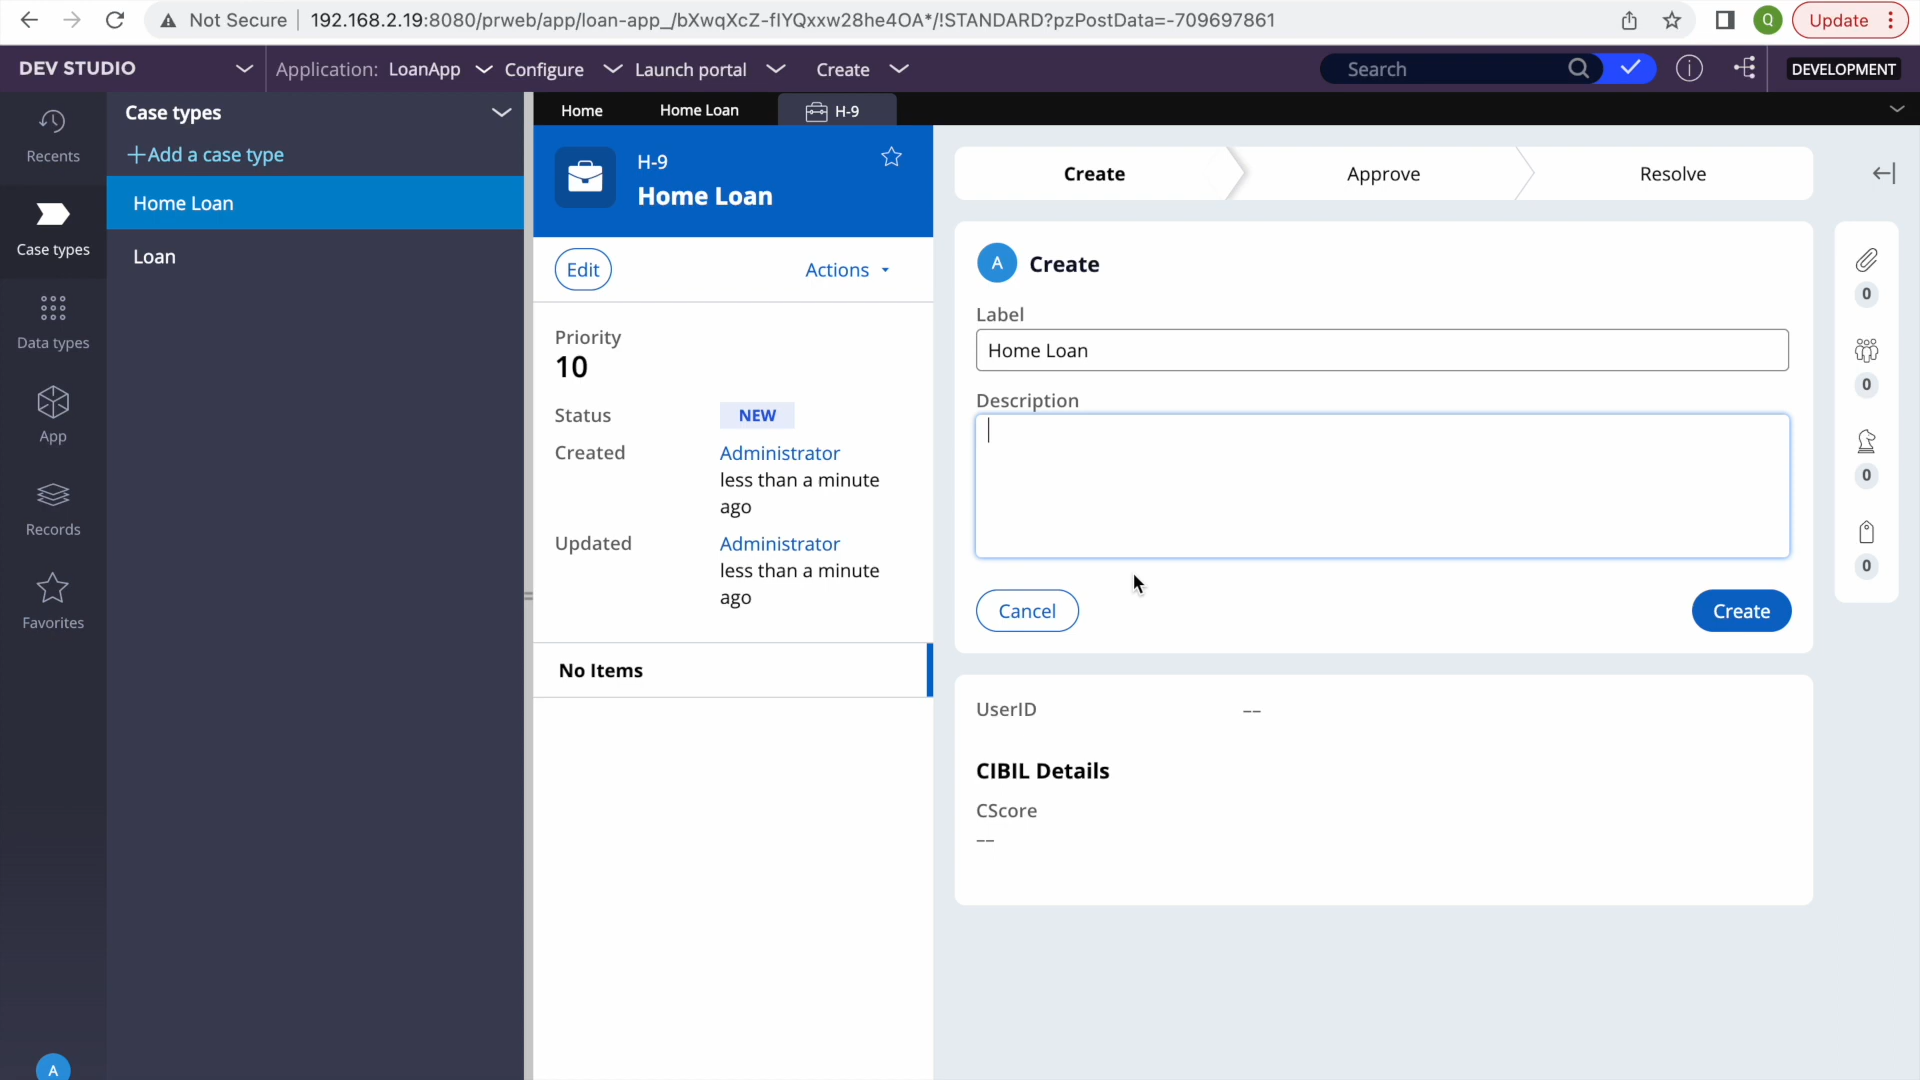 Not Secure 192.168.2.19:8080/prweb/app/loan-app_/bXwqXcZ-fIYQxxw28he4OA*/!STANDARD?pzPostData=-709697861 Q Update
DEV STUDIO Application: LoanApp Configure Launch portal Create Search DEVELOPMENT
Recents
Case types
Data types
App
Records
Favorites
A
Case types
Add a case type
Home Loan
Loan
Home Home Loan H-9
H-9
Home Loan
Edit Actions
Priority
10
Status NEW
Created Administrator
less than a minute
ago
Updated Administrator
less than a minute
ago
No Items
Create Approve Resolve
A Create
Label
Home Loan
Description
Cancel Create
UserID --
CIBIL Details
CScore
--
0
0
0
0